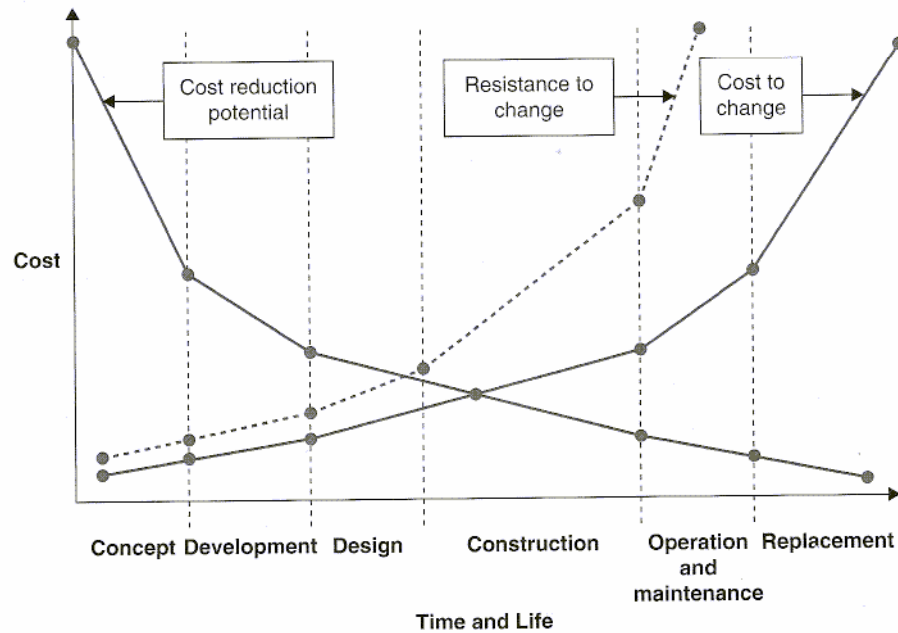 Cost reduction
potential
Resistance to
change
Cost to
change
Cost
Concept Development Design Construction Operation Replacement
and
maintenance
Time and Life